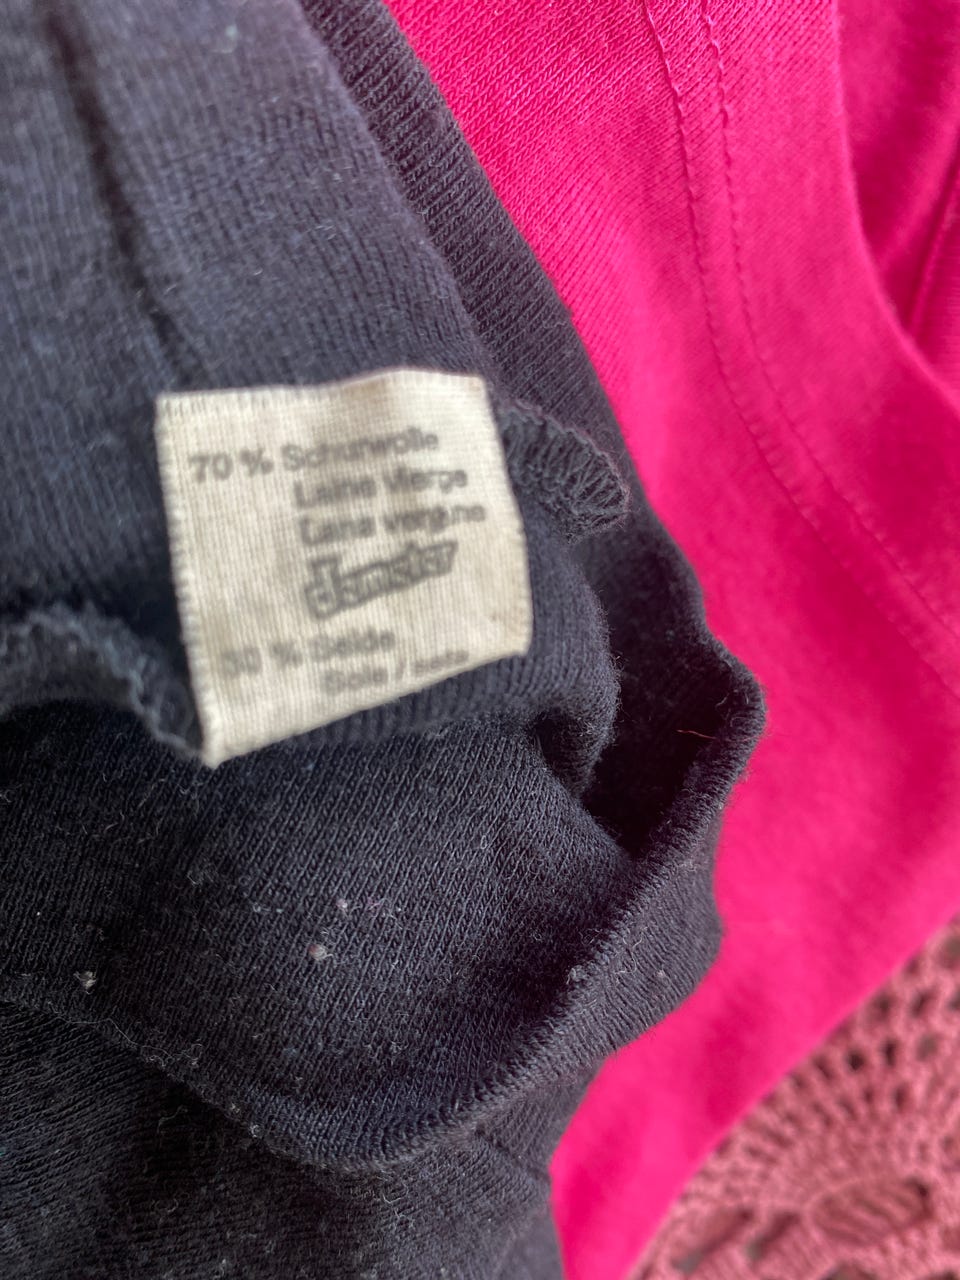 70 % Schurwolle
Laine vierge
Lana vergine
30 % Seide
Soie / seta